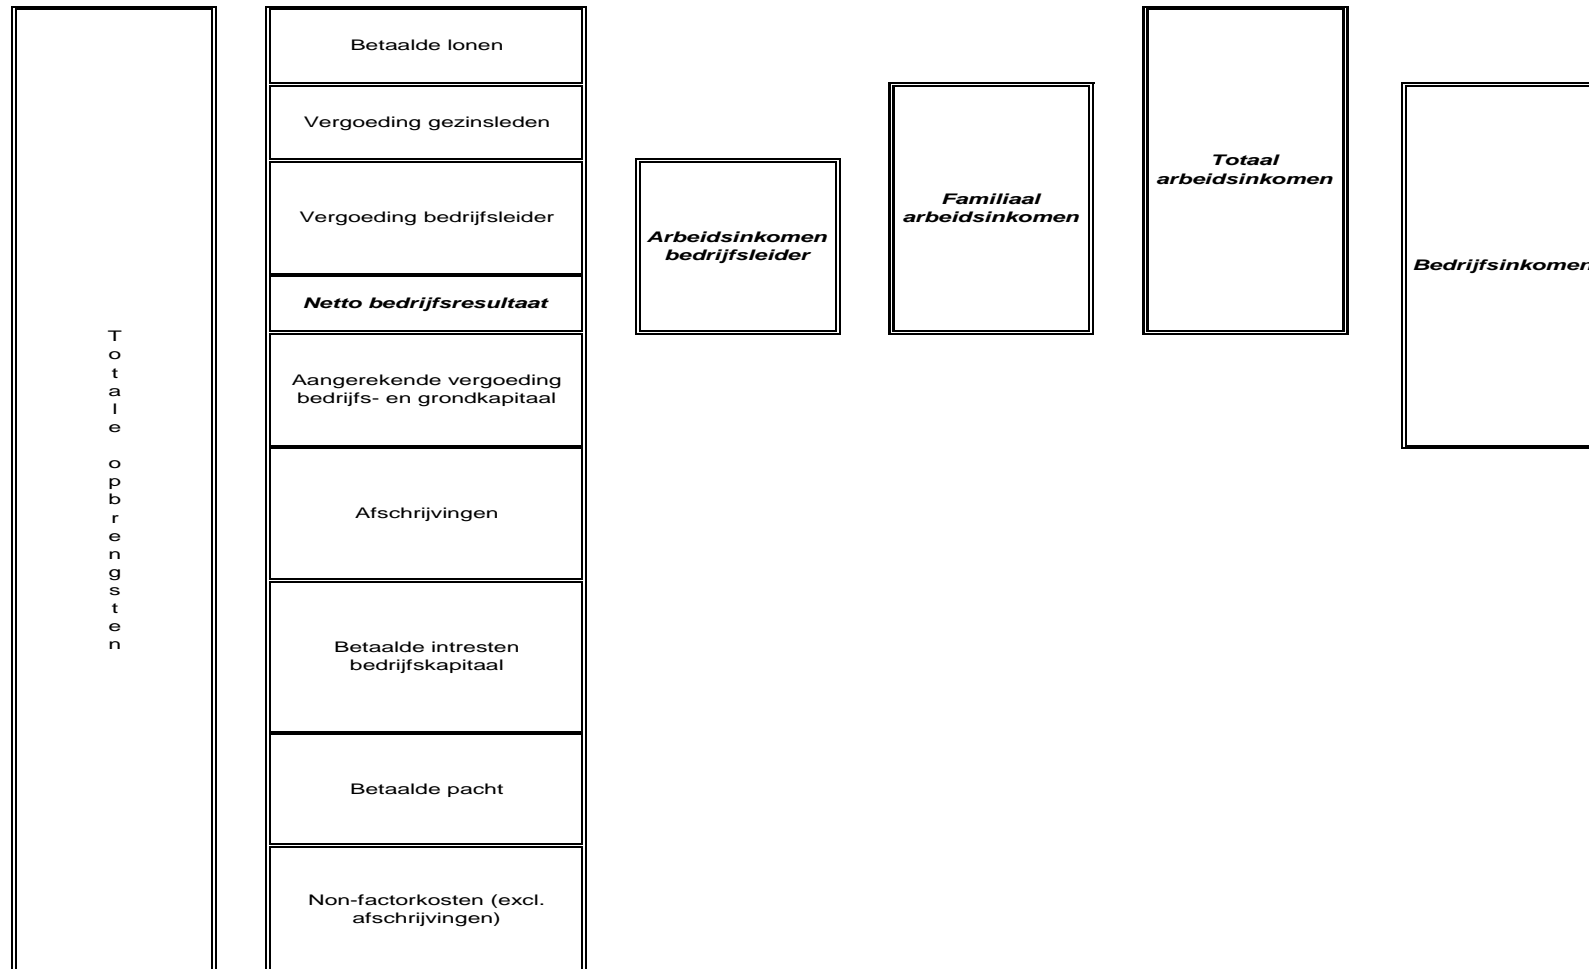 Totale opbrengsten
Betaalde lonen
Vergoeding gezinsleden
Vergoeding bedrijfsleider
Netto bedrijfsresultaat
Aangerekende vergoeding
bedrijfs- en grondkapitaal
Afschrijvingen
Betaalde intresten
bedrijfskapitaal
Betaalde pacht
Non-factorkosten (excl.
afschrijvingen)
Arbeidsinkomen
bedrijfsleider
Familiaal
arbeidsinkomen
Totaal
arbeidsinkomen
Bedrijfsinkomen